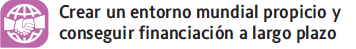 Crear un entorno mundial propicio y
conseguir financiación a largo plazo